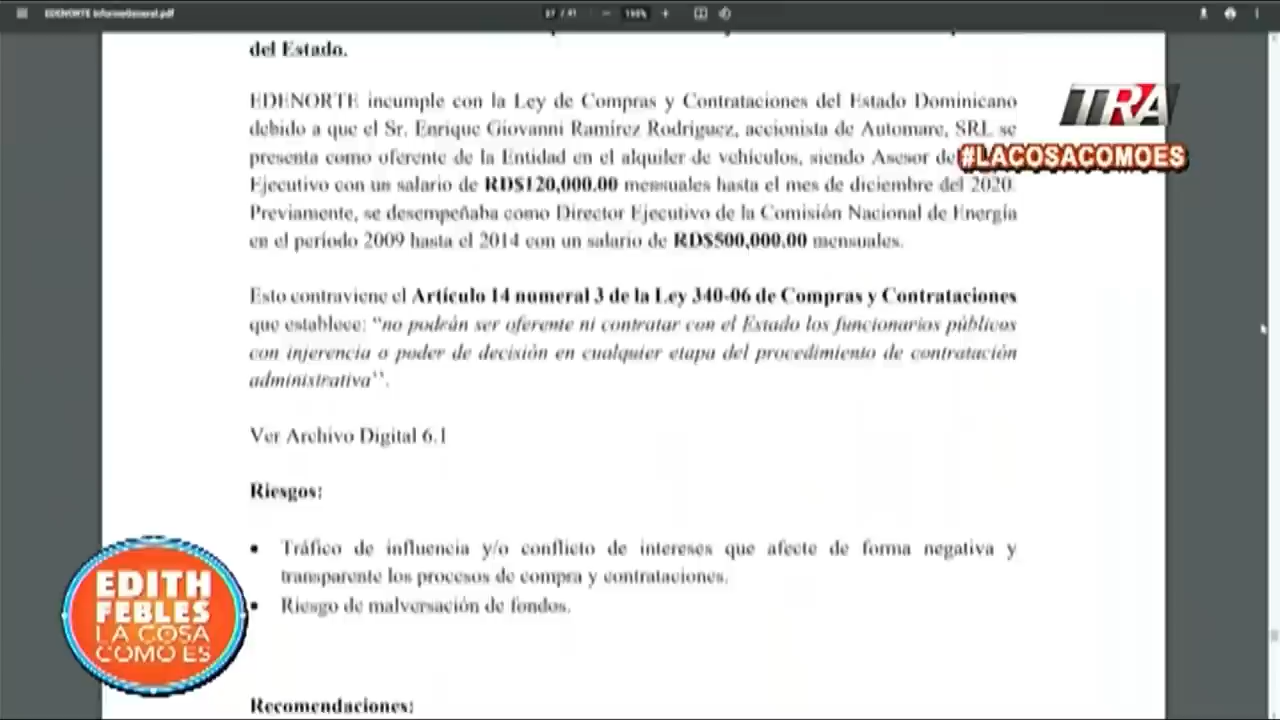 EDENORTE InformeGeneral.pdf
37 / 41
del Estado.
EDENORTE incumple con la Ley de Compras y Contrataciones del Estado Dominicano
debido a que el Sr. Enrique Giovanni Ramírez Rodríguez, accionista de Automare, SRL se
presenta como oferente de la Entidad en el alquiler de vehículos, siendo Asesor
Ejecutivo con un salario de RD$120,000.00 mensuales hasta el mes de diciembre del 2020.
Previamente, se desempeñaba como Director Ejecutivo de la Comisión Nacional de Energía
en el período 2009 hasta el 2014 con un salario de RD$500,000.00 mensuales.
Esto contraviene el Artículo 14 numeral 3 de la Ley 340-06 de Compras y Contrataciones
que establece: “no podrán ser oferente ni contratar con el Estado los funcionarios públicos
con injerencia o poder de decisión en cualquier etapa del procedimiento de contratación
administrativa’’.
Ver Archivo Digital 6.1
Riesgos:
• Tráfico de influencia y/o conflicto de intereses que afecte de forma negativa y
transparente los procesos de compra y contrataciones.
• Riesgo de malversación de fondos.
Recomendaciones:
TRA
#LACOSACOMOES
EDITH
FEBLES
LA COSA
COMO ES